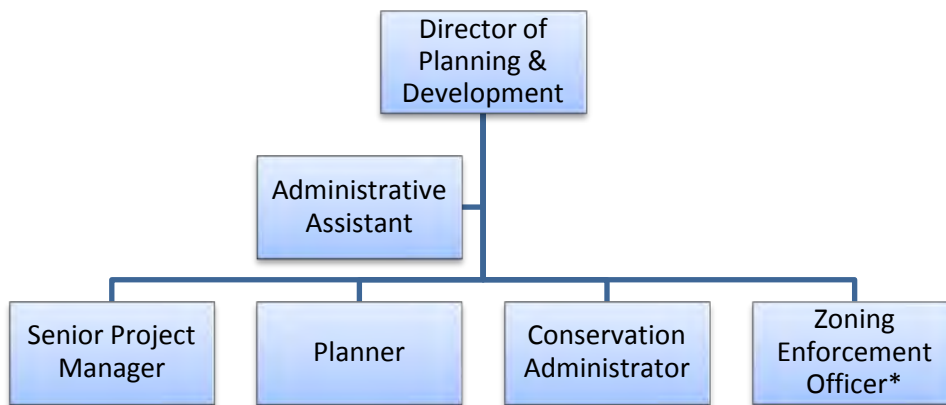 Director of
Planning &
Development
Administrative
Assistant
Senior Project
Manager
Planner
Conservation
Administrator
Zoning
Enforcement
Officer*